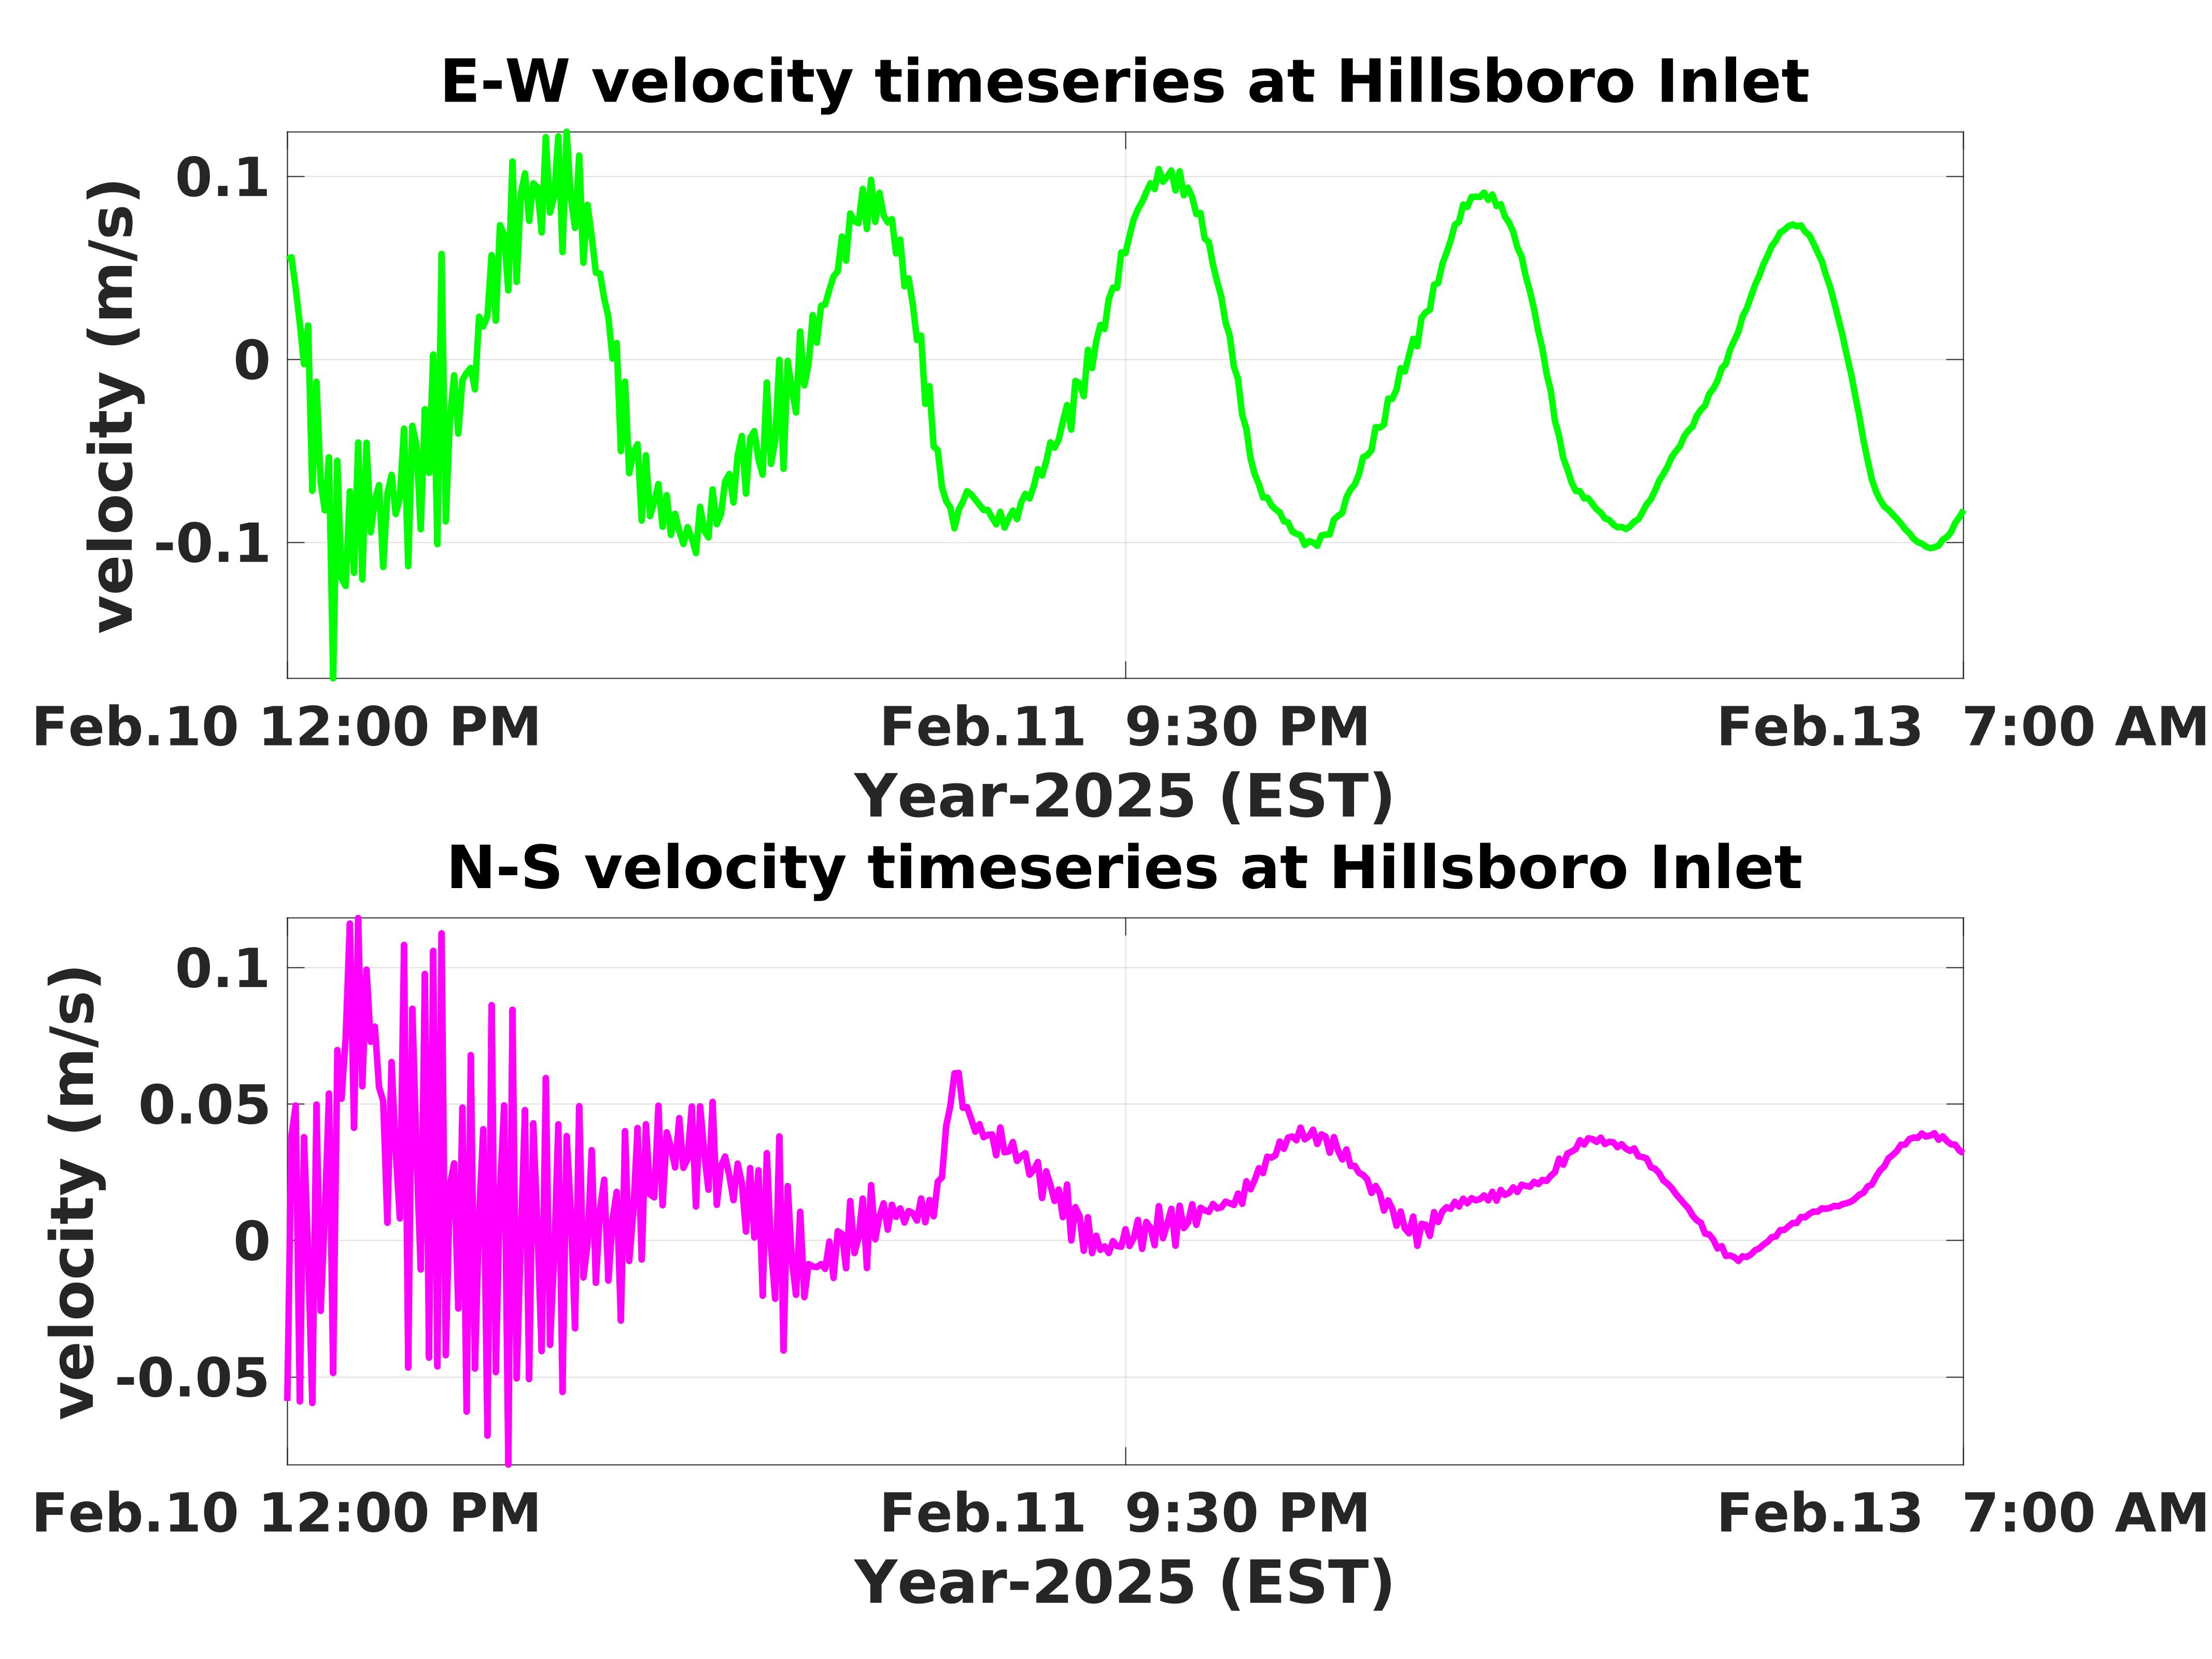 E-W velocity timeseries at Hillsboro Inlet
velocity (m/s)
0.1
0
-0.1
Feb.10 12:00 PM
Feb.11 9:30 PM
Feb.13 7:00 AM
Year-2025 (EST)
N-S velocity timeseries at Hillsboro Inlet
velocity (m/s)
0.1
0.05
0
-0.05
Feb.10 12:00 PM
Feb.11 9:30 PM
Feb.13 7:00 AM
Year-2025 (EST)